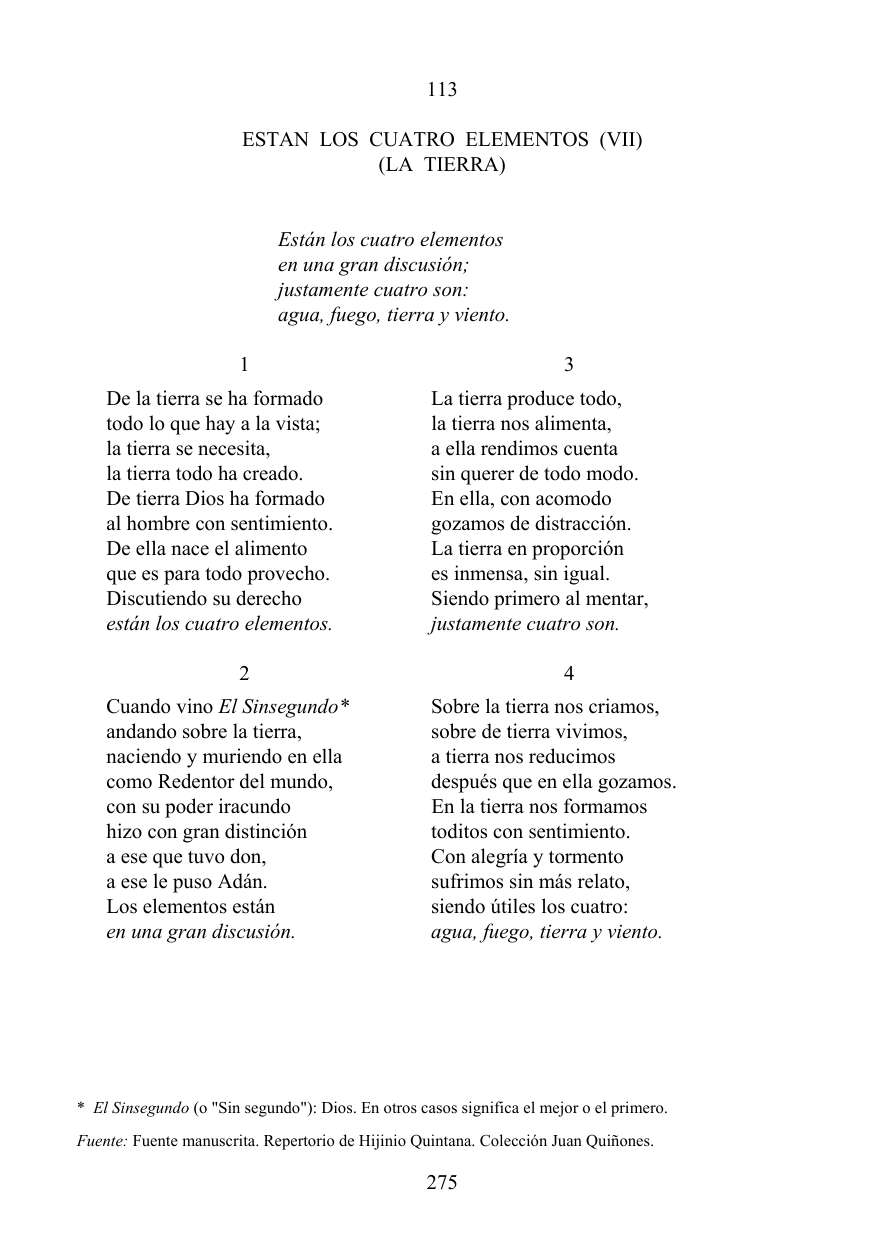 113
ESTAN LOS CUATRO ELEMENTOS (VII)
(LA TIERRA)
Están los cuatro elementos
en una gran discusión;
justamente cuatro son:
agua, fuego, tierra y viento.
1
De la tierra se ha formado
todo lo que hay a la vista;
la tierra se necesita,
la tierra todo ha creado.
De tierra Dios ha formado
al hombre con sentimiento.
De ella nace el alimento
que es para todo provecho.
Discutiendo su derecho
están los cuatro elementos.
2
Cuando vino El Sinsegundo*
andando sobre la tierra,
naciendo y muriendo en ella
como Redentor del mundo,
con su poder iracundo
hizo con gran distinción
a ese que tuvo don,
a ese le puso Adán.
Los elementos están
en una gran discusión.
3
La tierra produce todo,
la tierra nos alimenta,
a ella rendimos cuenta
sin querer de todo modo.
En ella, con acomodo
gozamos de distracción.
La tierra en proporción
es inmensa, sin igual.
Siendo primero al mentar,
justamente cuatro son.
4
Sobre la tierra nos criamos,
sobre de tierra vivimos,
a tierra nos reducimos
después que en ella gozamos.
En la tierra nos formamos
toditos con sentimiento.
Con alegría y tormento
sufrimos sin más relato,
siendo útiles los cuatro:
agua, fuego, tierra y viento.
* El Sinsegundo (o "Sin segundo"): Dios. En otros casos significa el mejor o el primero.
Fuente: Fuente manuscrita. Repertorio de Hijinio Quintana. Colección Juan Quiñones.
275